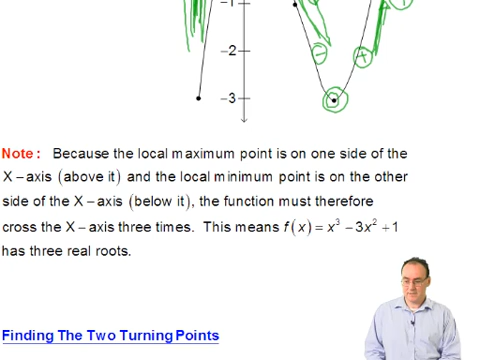 −1
−2
−3
Note : Because the local maximum point is on one side of the
X – axis (above it) and the local minimum point is on the other
side of the X – axis (below it), the function must therefore
cross the X – axis three times. This means f(x) = x³ − 3x² + 1
has three real roots.
Finding The Two Turning Points